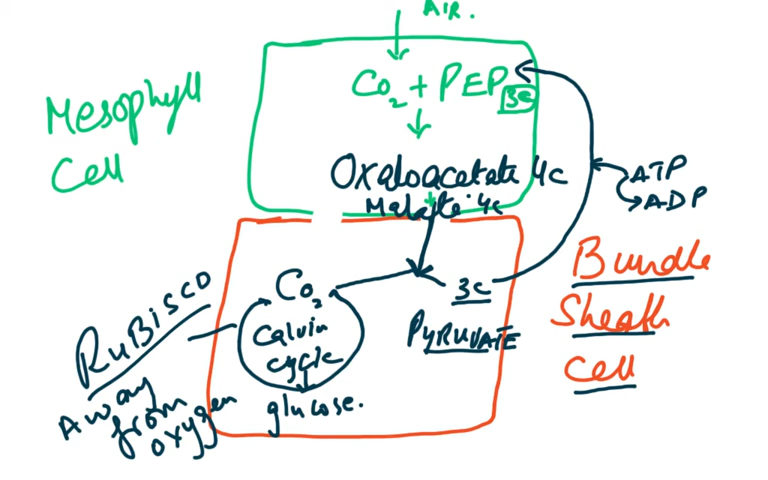 AIR.
CO2 + PEP 3C
Mesophyll
Cell
Oxaloacetate 4C
Malate 4C
ATP
ADP
Bundle
Sheath
Cell
CO2
3C
PYRUVATE
Calvin
cycle
glucose.
RuBisCO
Away
from
oxygen